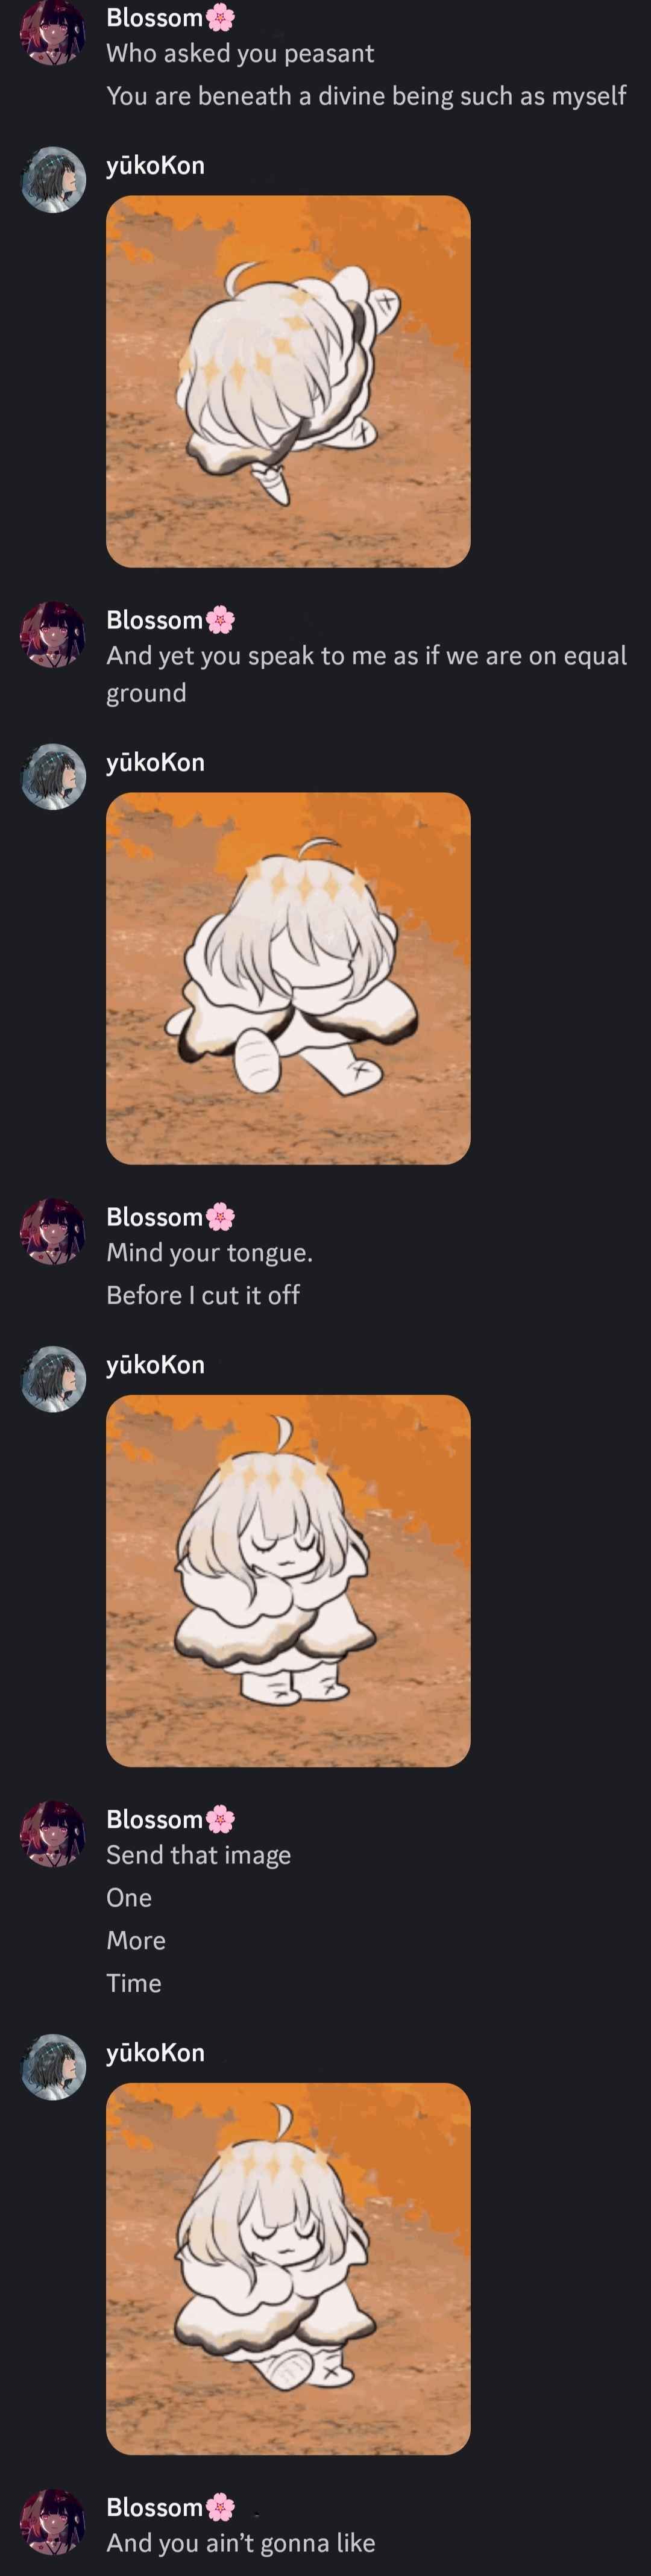 Blossom🌸
Who asked you peasant
You are beneath a divine being such as myself
yūkoKon
Blossom🌸
And yet you speak to me as if we are on equal
ground
yūkoKon
Blossom🌸
Mind your tongue.
Before I cut it off
yūkoKon
Blossom🌸
Send that image
One
More
Time
yūkoKon
Blossom🌸
And you ain’t gonna like